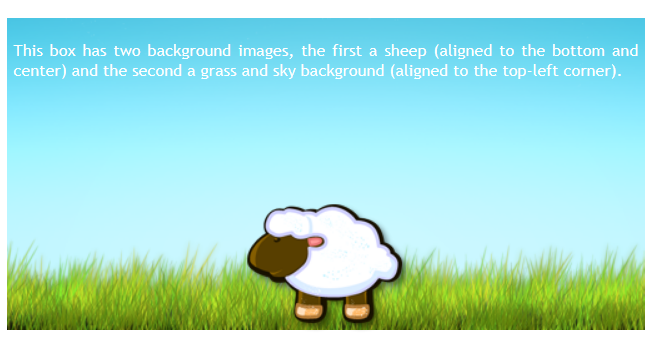 This box has two background images, the first a sheep (aligned to the bottom and
center) and the second a grass and sky background (aligned to the top-left corner).